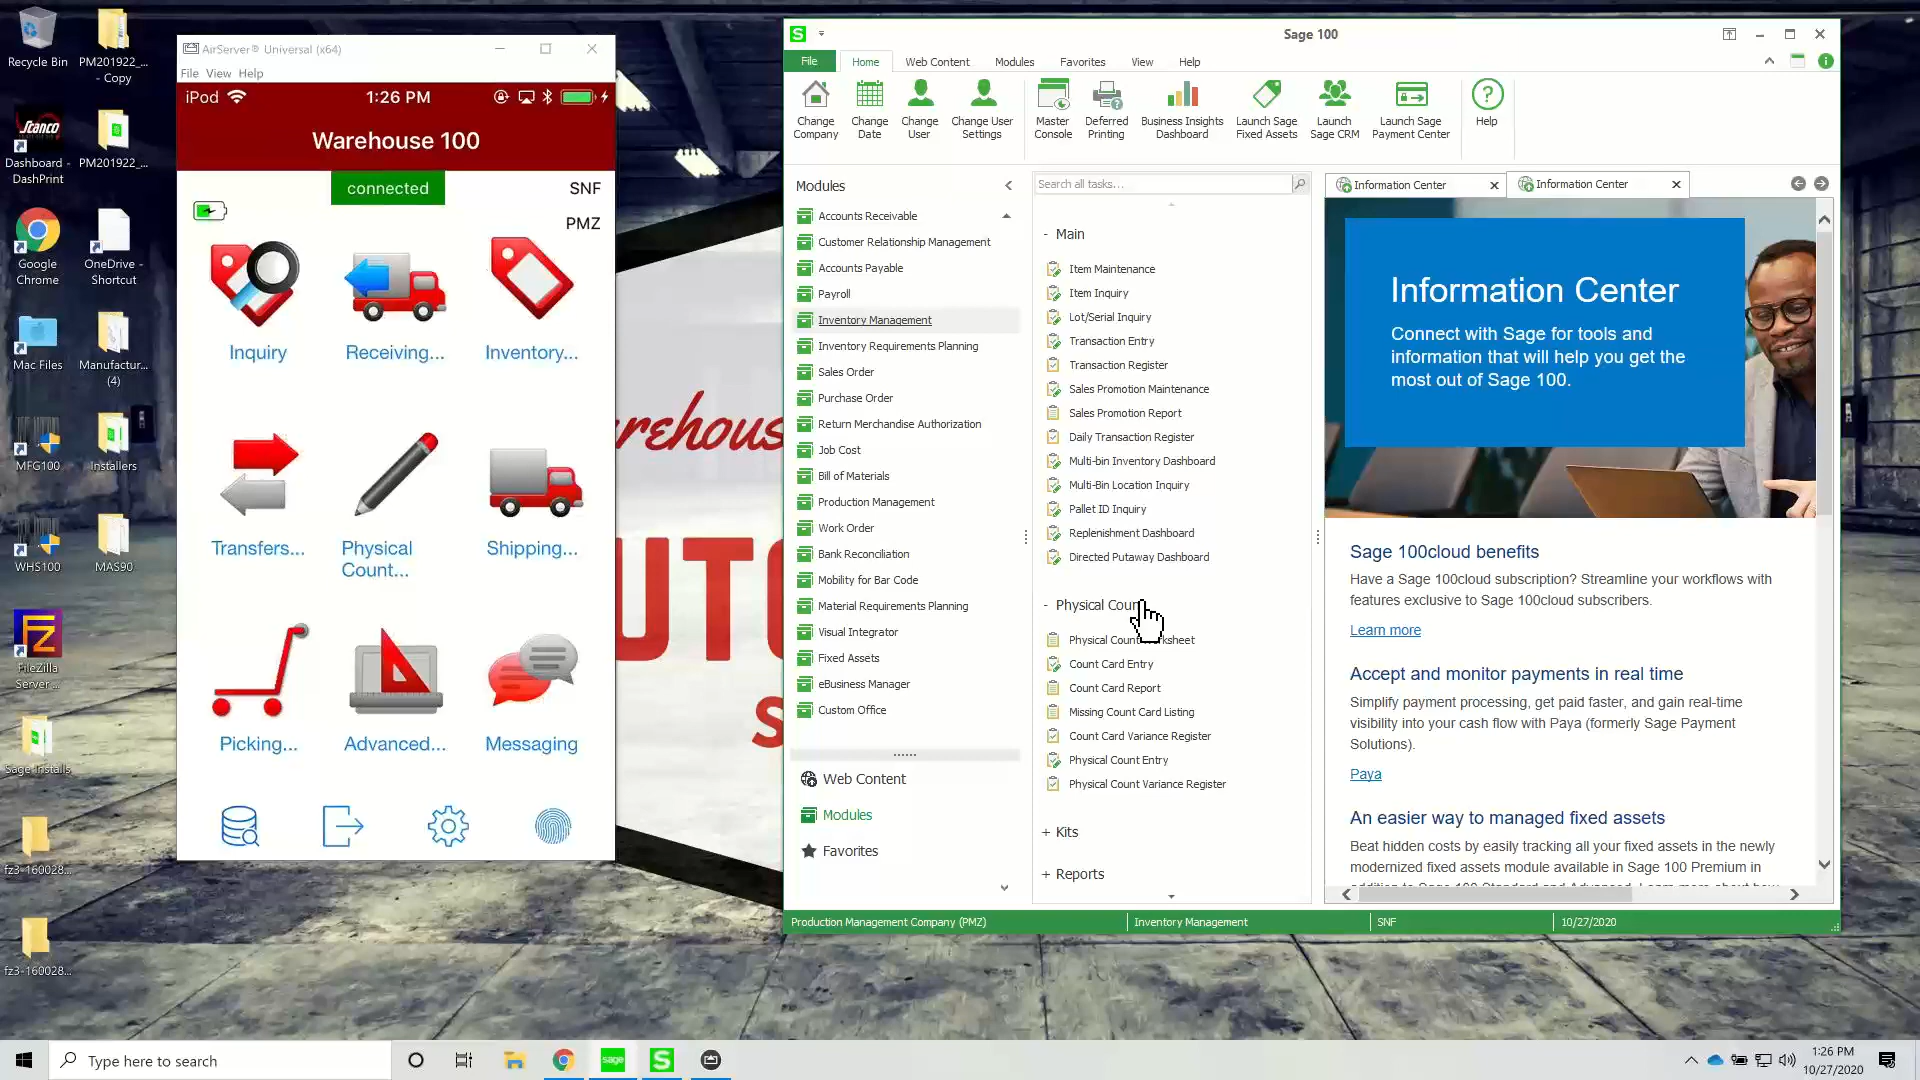 Recycle Bin
PM201922_...
- Copy
Scanco
Dashboard -
DashPrint
PM201922_...
Google
Chrome
OneDrive -
Shortcut
Mac Files
Manufactur...
(4)
MFG100
Installers
WHS100
MAS90
FileZilla
Server ...
Sage Installs
fz3-160028...
fz3-160028...
AirServer® Universal (x64)
File View Help
iPod
1:26 PM
Warehouse 100
connected
SNF
PMZ
Inquiry
Receiving...
Inventory...
Transfers...
Physical
Count...
Shipping...
Picking...
Advanced...
Messaging
rehous
UTO
S
Sage 100
File
Home
Web Content
Modules
Favorites
View
Help
Change
Company
Change
Date
Change
User
Change User
Settings
Master
Console
Deferred
Printing
Business Insights
Dashboard
Launch Sage
Fixed Assets
Launch
Sage CRM
Launch Sage
Payment Center
Help
Modules
Accounts Receivable
Customer Relationship Management
Accounts Payable
Payroll
Inventory Management
Inventory Requirements Planning
Sales Order
Purchase Order
Return Merchandise Authorization
Job Cost
Bill of Materials
Production Management
Work Order
Bank Reconciliation
Mobility for Bar Code
Material Requirements Planning
Visual Integrator
Fixed Assets
eBusiness Manager
Custom Office
Web Content
Modules
Favorites
Search all tasks...
- Main
Item Maintenance
Item Inquiry
Lot/Serial Inquiry
Transaction Entry
Transaction Register
Sales Promotion Maintenance
Sales Promotion Report
Daily Transaction Register
Multi-bin Inventory Dashboard
Multi-Bin Location Inquiry
Pallet ID Inquiry
Replenishment Dashboard
Directed Putaway Dashboard
- Physical Coun
Physical Coun ksheet
Count Card Entry
Count Card Report
Missing Count Card Listing
Count Card Variance Register
Physical Count Entry
Physical Count Variance Register
+ Kits
+ Reports
Information Center
Information Center
Information Center
Connect with Sage for tools and
information that will help you get the
most out of Sage 100.
Sage 100cloud benefits
Have a Sage 100cloud subscription? Streamline your workflows with
features exclusive to Sage 100cloud subscribers.
Learn more
Accept and monitor payments in real time
Simplify payment processing, get paid faster, and gain real-time
visibility into your cash flow with Paya (formerly Sage Payment
Solutions).
Paya
An easier way to managed fixed assets
Beat hidden costs by easily tracking all your fixed assets in the newly
modernized fixed assets module available in Sage 100 Premium in
Production Management Company (PMZ)
Inventory Management
SNF
10/27/2020
Type here to search
sage
S
1:26 PM
10/27/2020